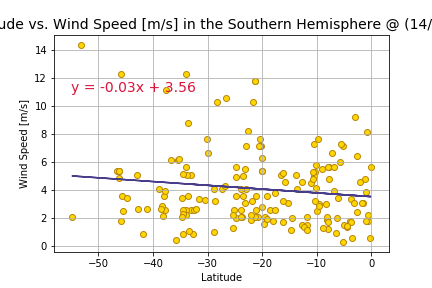 ude vs. Wind Speed [m/s] in the Southern Hemisphere @ (14/
14
12
10
8
6
4
2
0
Wind Speed [m/s]
y = -0.03x + 3.56
−50 −40 −30 −20 −10 0
Latitude